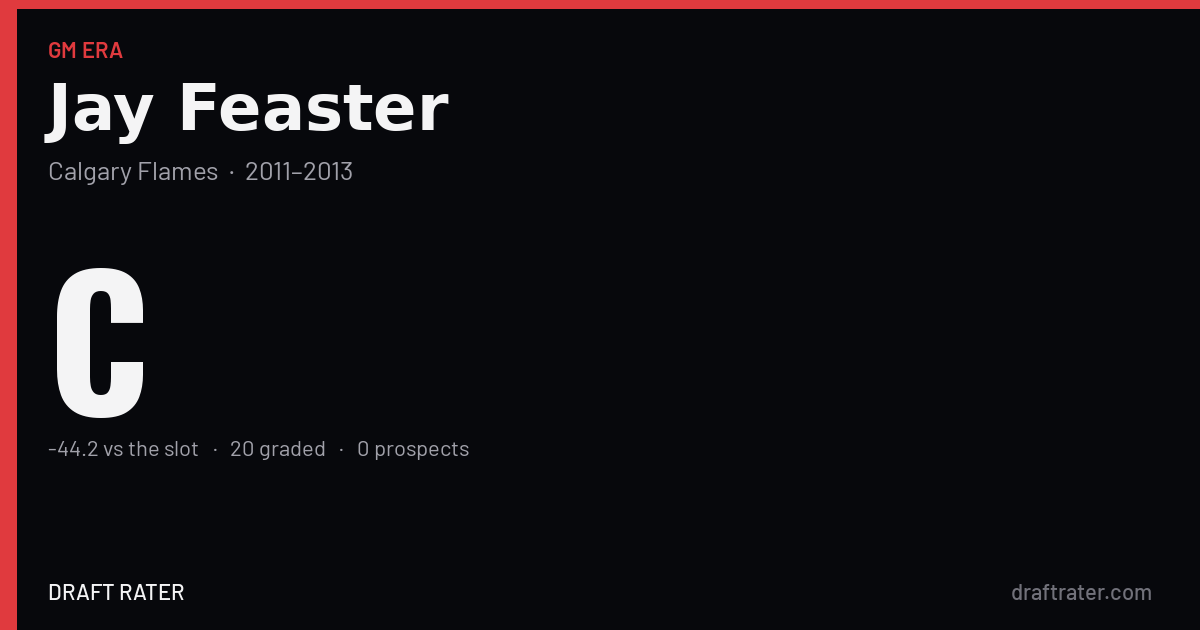 GM ERA
Jay Feaster
Calgary Flames · 2011–2013
C
-44.2 vs the slot · 20 graded · 0 prospects
DRAFT RATER
draftrater.com